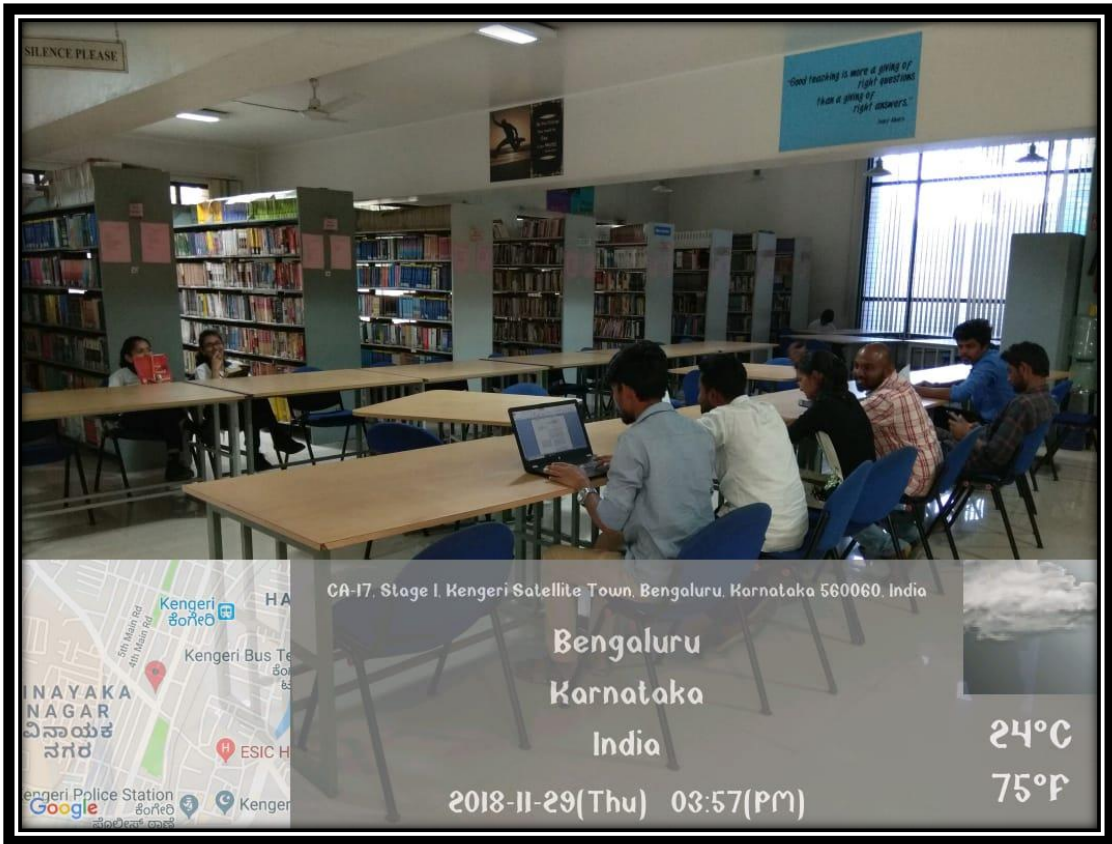 SILENCE PLEASE
"Good teaching is more a giving of
right questions
than a giving of
right answers."
Kengeri
ಕೆಂಗೇರಿ
HA
5th Main Rd
4th Main Rd
Kengeri Bus Te
INAYAKA
NAGAR
ವಿನಾಯಕ
ನಗರ
H
ESIC H
engeri Police Station
ಕೆಂಗೇರಿ
ಪೊಲೀಸ್ ಠಾಣೆ
Kenger
Google
CA-17, Stage I, Kengeri Satellite Town, Bengaluru, Karnataka 560060, India
Bengaluru
Karnataka
India
2018-11-29(Thu) 03:57(PM)
24°C
75°F